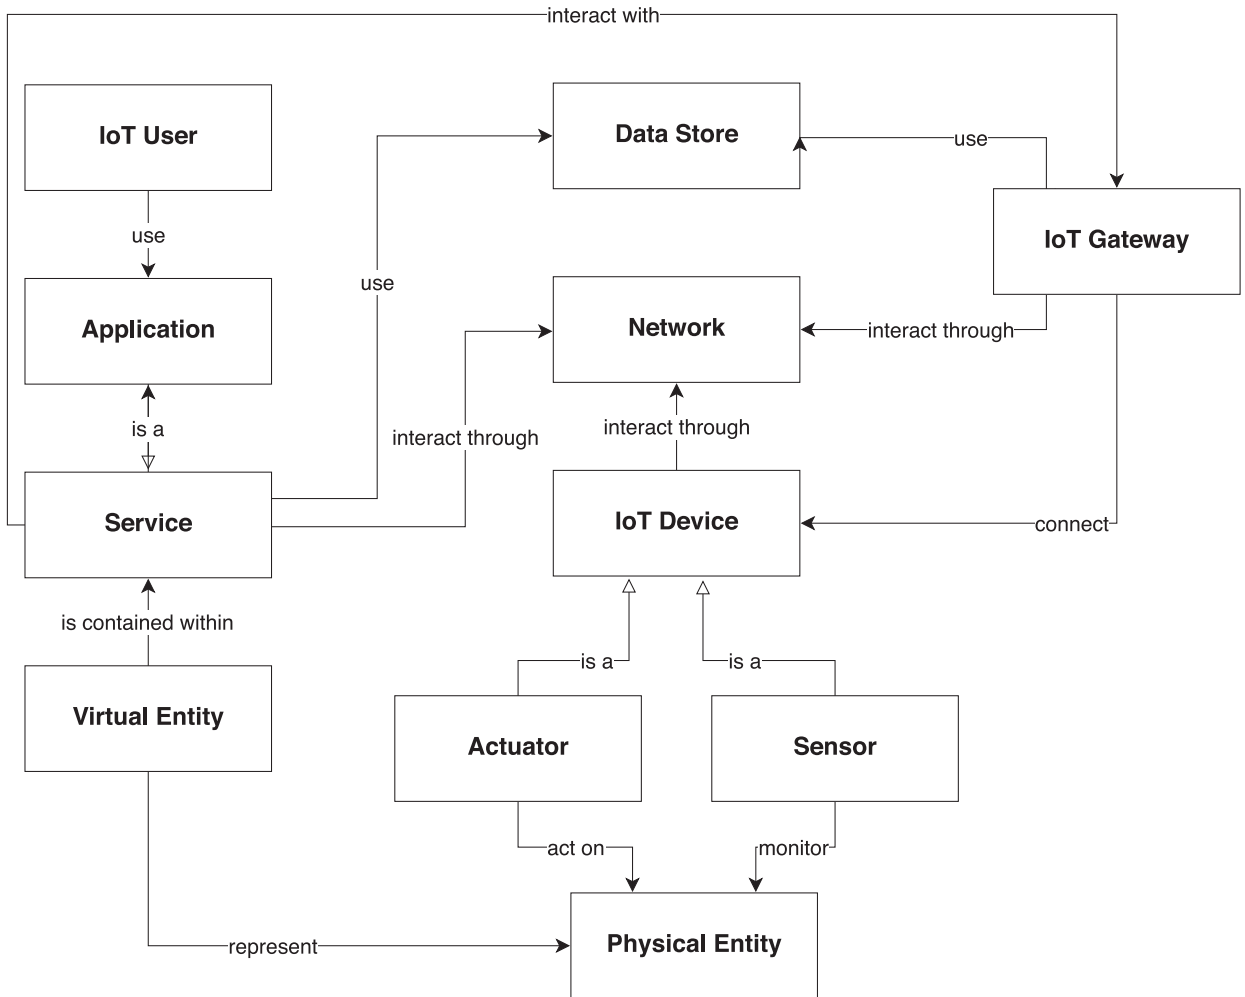 interact with
IoT User
Data Store
use
use
IoT Gateway
use
Application
Network
interact through
is a
interact through
interact through
Service
IoT Device
connect
is contained within
is a
is a
Virtual Entity
Actuator
Sensor
act on
monitor
represent
Physical Entity